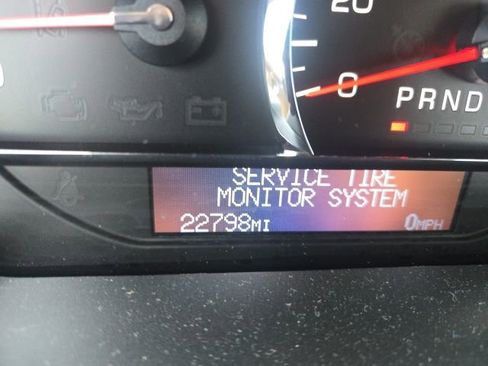 20
0
PRND
SERVICE TIRE
MONITOR SYSTEM
22798MI 0MPH